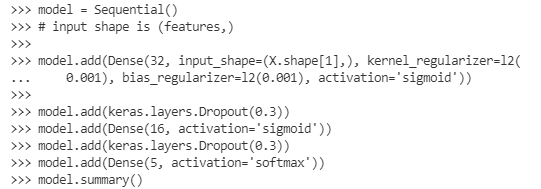 >>> model = Sequential()
>>> # input shape is (features,)
>>>
>>> model.add(Dense(32, input_shape=(X.shape[1],), kernel_regularizer=l2(
...     0.001), bias_regularizer=l2(0.001), activation='sigmoid'))
>>>
>>> model.add(keras.layers.Dropout(0.3))
>>> model.add(Dense(16, activation='sigmoid'))
>>> model.add(keras.layers.Dropout(0.3))
>>> model.add(Dense(5, activation='softmax'))
>>> model.summary()